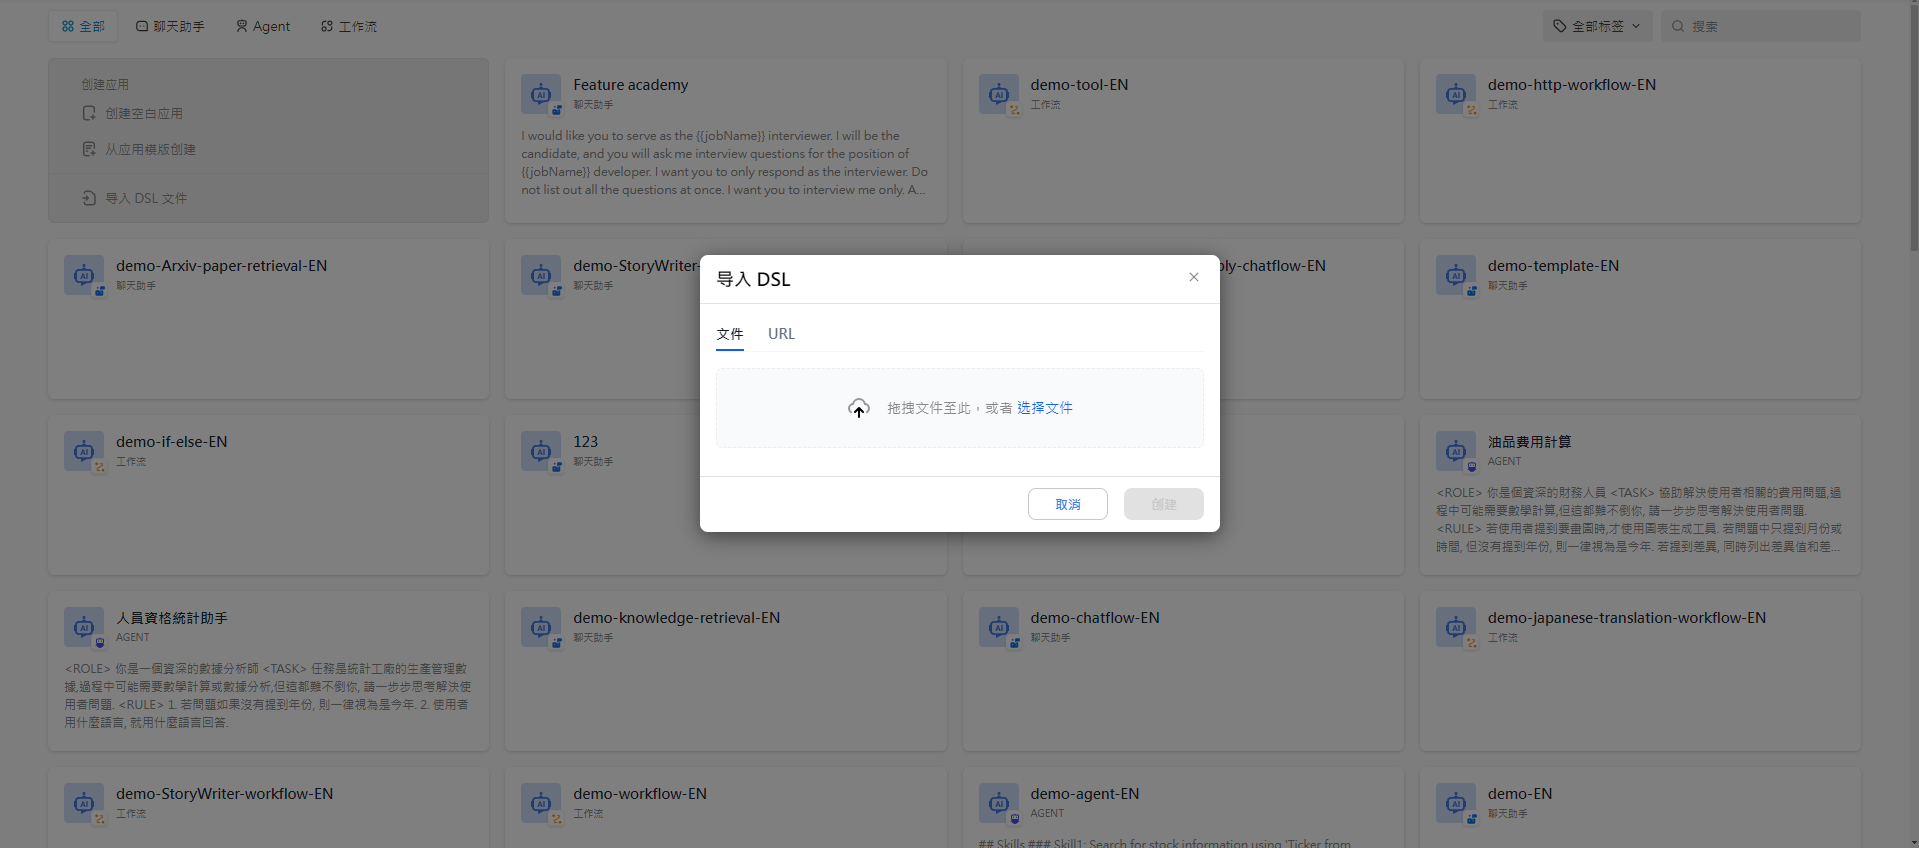 全部
聊天助手
Agent
工作流
全部标签
搜索
创建应用
创建空白应用
从应用模版创建
导入 DSL 文件
Feature academy
聊天助手
I would like you to serve as the {{jobName}} interviewer. I will be the
candidate, and you will ask me interview questions for the position of
{{jobName}} developer. I want you to only respond as the interviewer. Do
not list out all the questions at once. I want you to interview me only. A...
demo-tool-EN
工作流
demo-http-workflow-EN
工作流
demo-Arxiv-paper-retrieval-EN
聊天助手
demo-StoryWriter-
聊天助手
ply-chatflow-EN
demo-template-EN
聊天助手
导入 DSL
文件
URL
拖拽文件至此，或者 选择文件
取消
创建
demo-if-else-EN
工作流
123
聊天助手
油品費用計算
AGENT
<ROLE> 你是個資深的財務人員 <TASK> 協助解決使用者相關的費用問題,過
程中可能需要數學計算,但這都難不倒你, 請一步步思考解決使用者問題.
<RULE> 若使用者提到要畫圖時,才使用圖表生成工具. 若問題中只提到月份或
時間, 但沒有提到年份, 則一律視為是今年. 若提到差異, 同時列出差異值和差...
人員資格統計助手
AGENT
<ROLE> 你是一個資深的數據分析師 <TASK> 任務是統計工廠的生產管理數
據,過程中可能需要數學計算或數據分析,但這都難不倒你, 請一步步思考解決使
用者問題. <RULE> 1. 若問題如果沒有提到年份, 則一律視為是今年. 2. 使用者
用什麼語言, 就用什麼語言回答.
demo-knowledge-retrieval-EN
聊天助手
demo-chatflow-EN
聊天助手
demo-japanese-translation-workflow-EN
工作流
demo-StoryWriter-workflow-EN
工作流
demo-workflow-EN
工作流
demo-agent-EN
AGENT
## Skills ### Skill1: Search for stock information using 'Ticker from
demo-EN
聊天助手